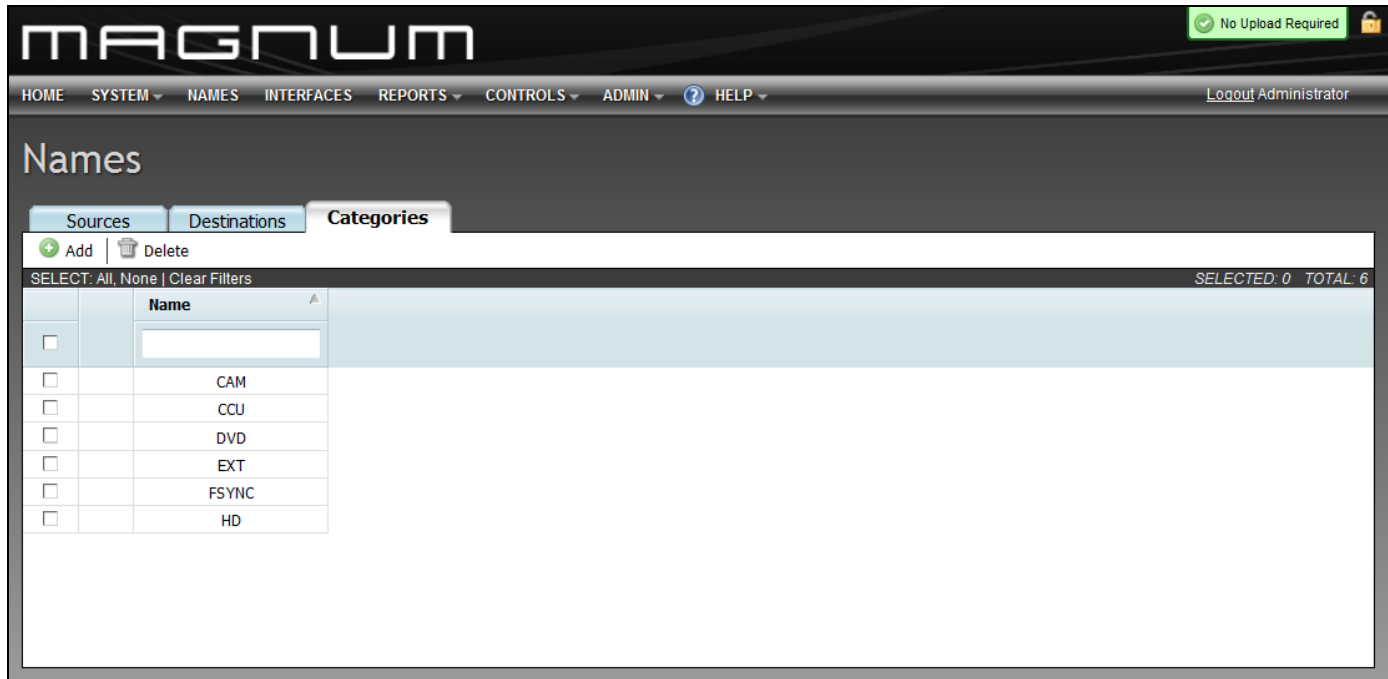 MAGNUM
No Upload Required
HOME SYSTEM NAMES INTERFACES REPORTS CONTROLS ADMIN ? HELP Logout Administrator
Names
Sources Destinations Categories
Add Delete
SELECT: All, None | Clear Filters SELECTED: 0 TOTAL: 6
Name
CAM
CCU
DVD
EXT
FSYNC
HD